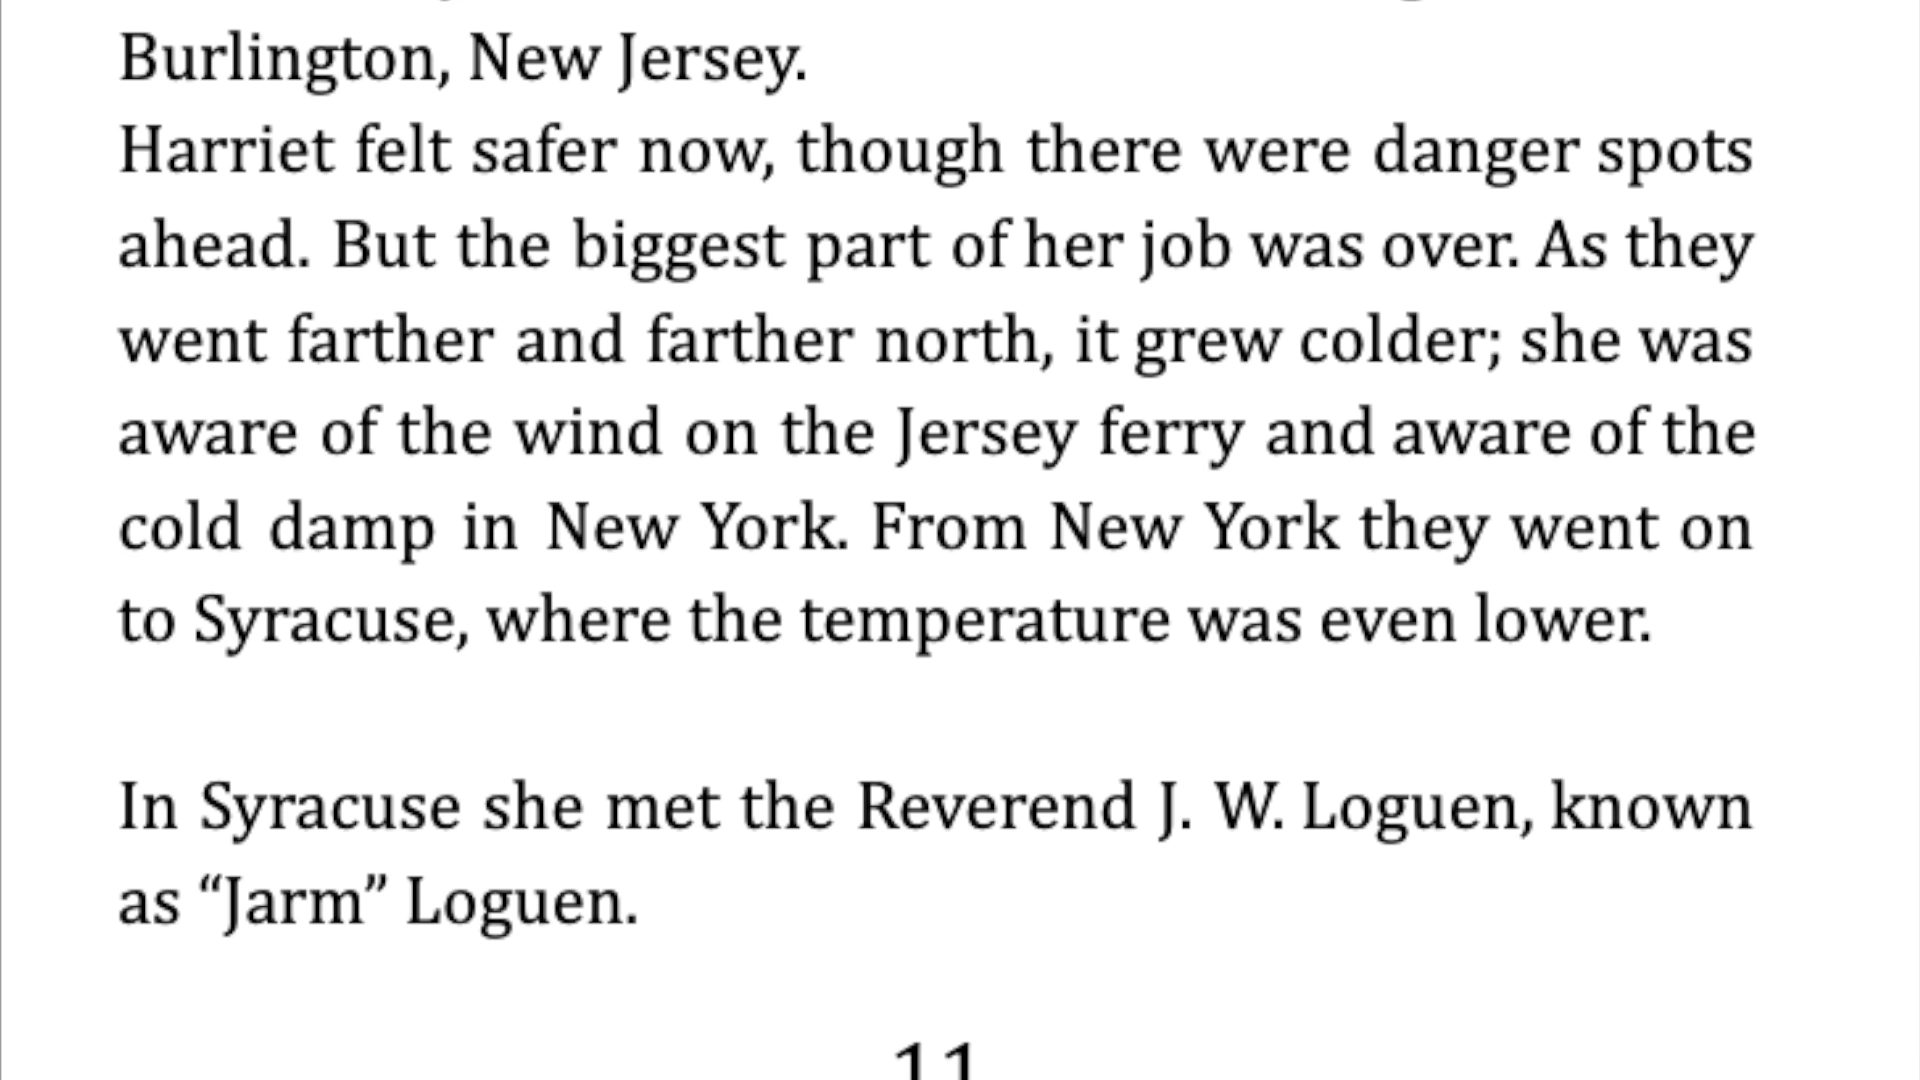 Burlington, New Jersey.
Harriet felt safer now, though there were danger spots
ahead. But the biggest part of her job was over. As they
went farther and farther north, it grew colder; she was
aware of the wind on the Jersey ferry and aware of the
cold damp in New York. From New York they went on
to Syracuse, where the temperature was even lower.
In Syracuse she met the Reverend J. W. Loguen, known
as “Jarm” Loguen.
11